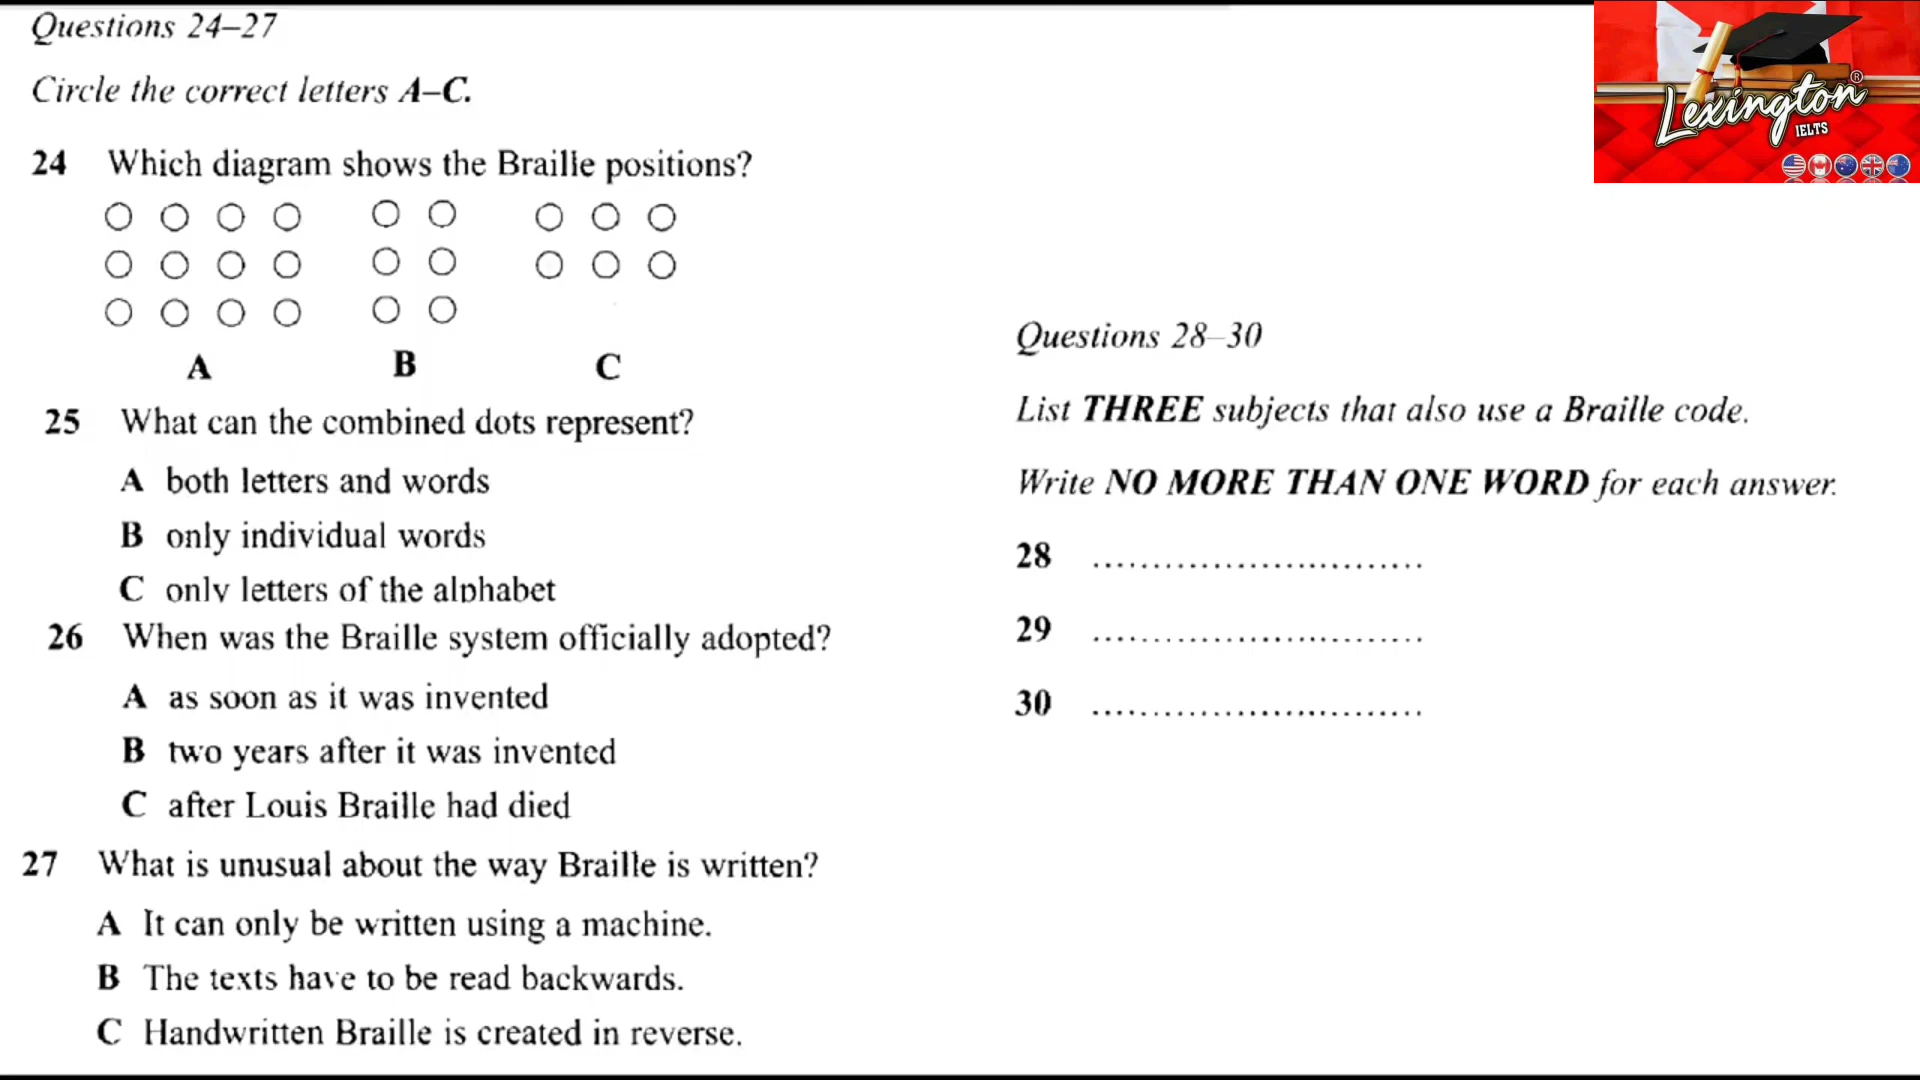 Questions 24–27
Circle the correct letters A–C.
24 Which diagram shows the Braille positions?
A B C
25 What can the combined dots represent?
A both letters and words
B only individual words
C only letters of the alphabet
26 When was the Braille system officially adopted?
A as soon as it was invented
B two years after it was invented
C after Louis Braille had died
27 What is unusual about the way Braille is written?
A It can only be written using a machine.
B The texts have to be read backwards.
C Handwritten Braille is created in reverse.
Lexington®
IELTS
Questions 28–30
List THREE subjects that also use a Braille code.
Write NO MORE THAN ONE WORD for each answer.
28 ............................
29 ............................
30 ............................